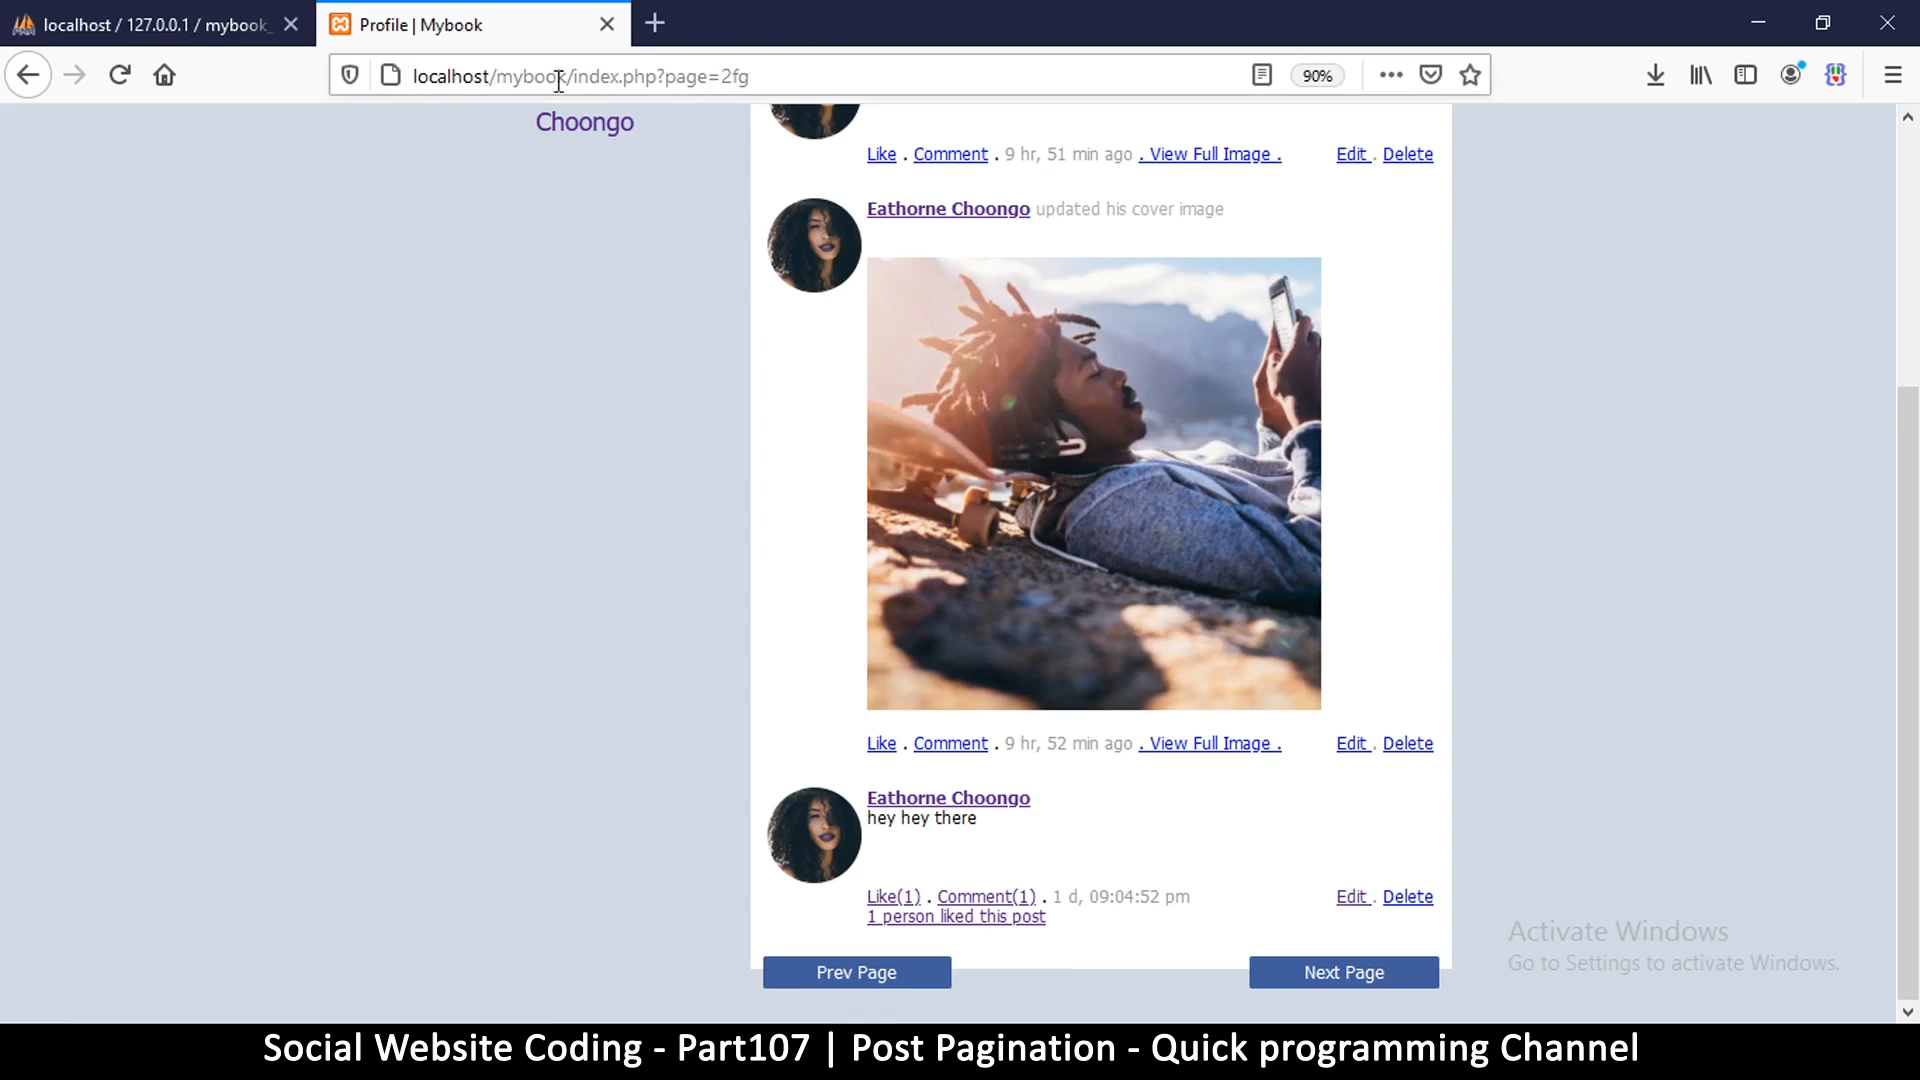 localhost / 127.0.0.1 / mybook_
Profile | Mybook
localhost/mybook/index.php?page=2fg
90%
Choongo
Like . Comment . 9 hr, 51 min ago . View Full Image .
Edit . Delete
Eathorne Choongo updated his cover image
Like . Comment . 9 hr, 52 min ago . View Full Image .
Edit . Delete
Eathorne Choongo
hey hey there
Like(1) . Comment(1) . 1 d, 09:04:52 pm
Edit . Delete
1 person liked this post
Prev Page
Next Page
Activate Windows
Go to Settings to activate Windows.
Social Website Coding - Part107 | Post Pagination - Quick programming Channel